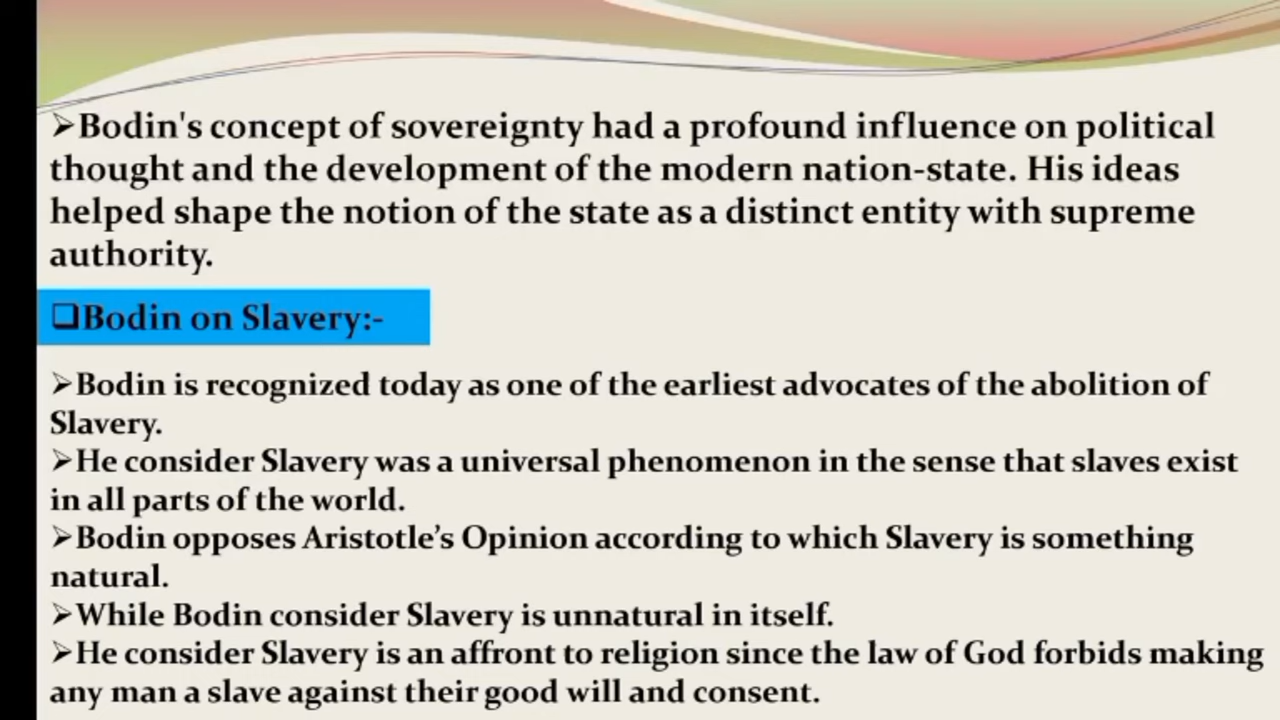 ➢Bodin's concept of sovereignty had a profound influence on political
thought and the development of the modern nation-state. His ideas
helped shape the notion of the state as a distinct entity with supreme
authority.
❑Bodin on Slavery:-
➢Bodin is recognized today as one of the earliest advocates of the abolition of
Slavery.
➢He consider Slavery was a universal phenomenon in the sense that slaves exist
in all parts of the world.
➢Bodin opposes Aristotle’s Opinion according to which Slavery is something
natural.
➢While Bodin consider Slavery is unnatural in itself.
➢He consider Slavery is an affront to religion since the law of God forbids making
any man a slave against their good will and consent.